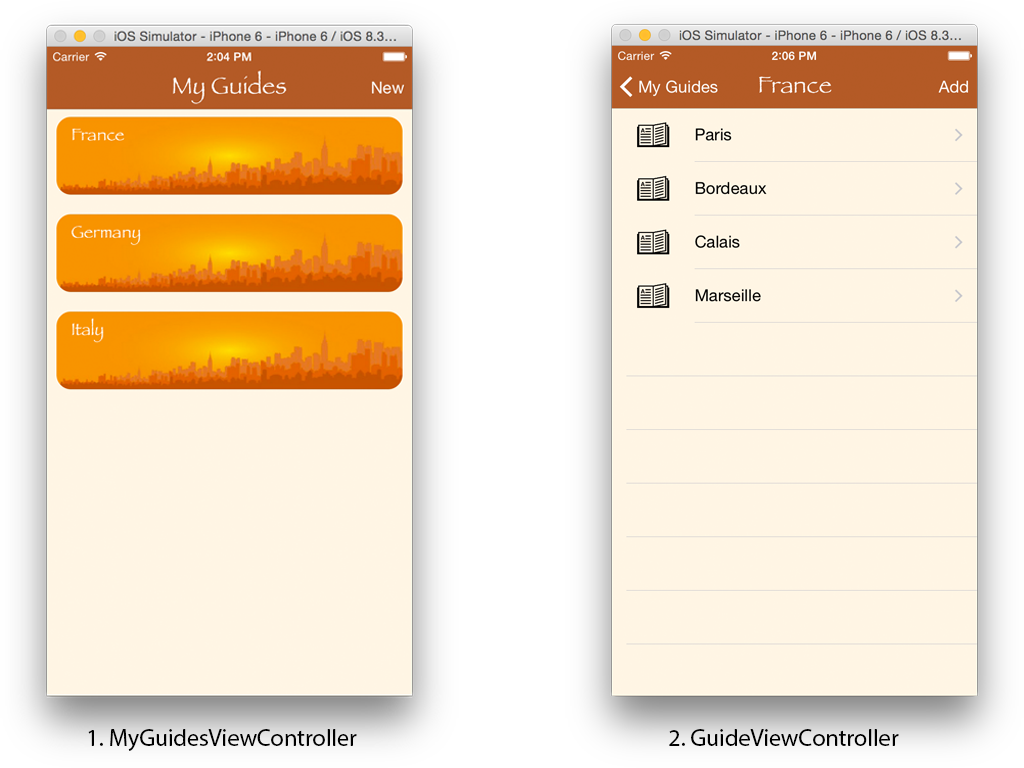 iOS Simulator - iPhone 6 - iPhone 6 / iOS 8.3...
Carrier 2:04 PM
My Guides New
France
Germany
Italy
1. MyGuidesViewController
iOS Simulator - iPhone 6 - iPhone 6 / iOS 8.3...
Carrier 2:06 PM
My Guides France Add
Paris
Bordeaux
Calais
Marseille
2. GuideViewController